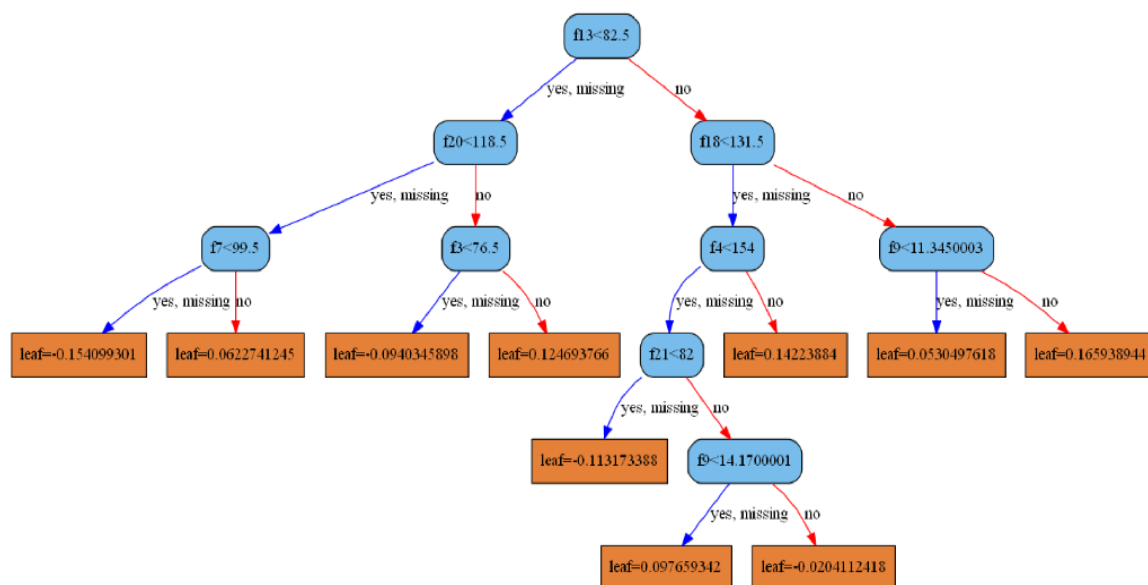 f13<82.5
yes, missing
no
f20<118.5
f18<131.5
yes, missing
no
yes, missing
no
f7<99.5
f3<76.5
f4<154
f9<11.3450003
yes, missing
no
yes, missing
no
yes, missing
no
yes, missing
no
leaf=-0.154099301
leaf=0.0622741245
leaf=-0.0940345898
leaf=0.124693766
f21<82
leaf=0.14223884
leaf=0.0530497618
leaf=0.165938944
yes, missing
no
leaf=-0.113173388
f9<14.1700001
yes, missing
no
leaf=0.097659342
leaf=-0.0204112418